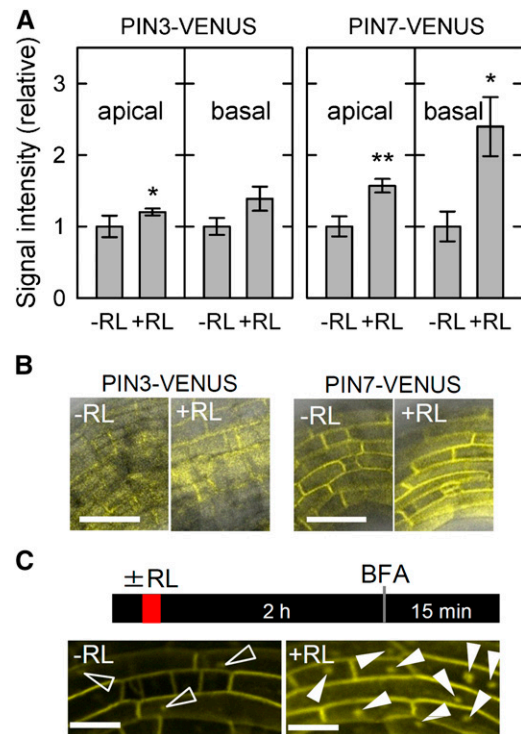 A
PIN3-VENUS PIN7-VENUS
Signal intensity (relative)
3
2
1
0
apical basal apical basal
* ** *
-RL +RL -RL +RL -RL +RL -RL +RL
B
PIN3-VENUS PIN7-VENUS
-RL +RL -RL +RL
C
±RL BFA
2 h 15 min
-RL +RL